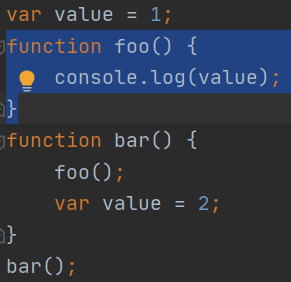 var value = 1;
function foo() {
    console.log(value);
}
function bar() {
    foo();
    var value = 2;
}
bar();